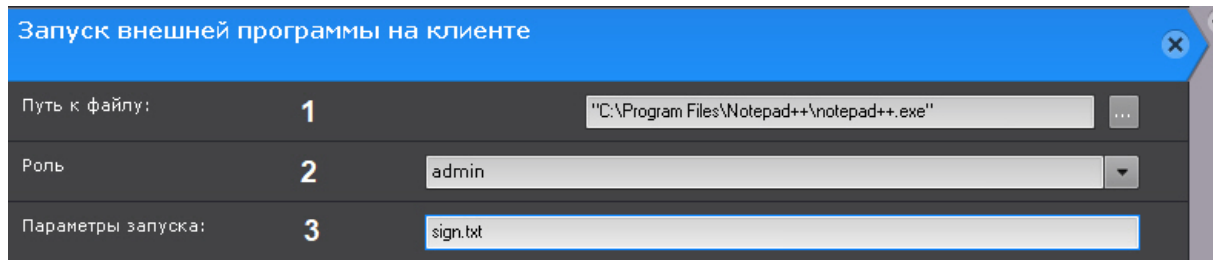 Запуск внешней программы на клиенте
Путь к файлу: 1 "C:\Program Files\Notepad++\notepad++.exe" ...
Роль 2 admin
Параметры запуска: 3 sign.txt